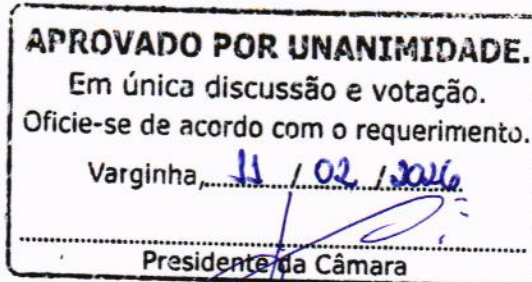 APROVADO POR UNANIMIDADE.
Em única discussão e votação.
Oficie-se de acordo com o requerimento.
Varginha, 11 / 02 / 2026
Presidente da Câmara